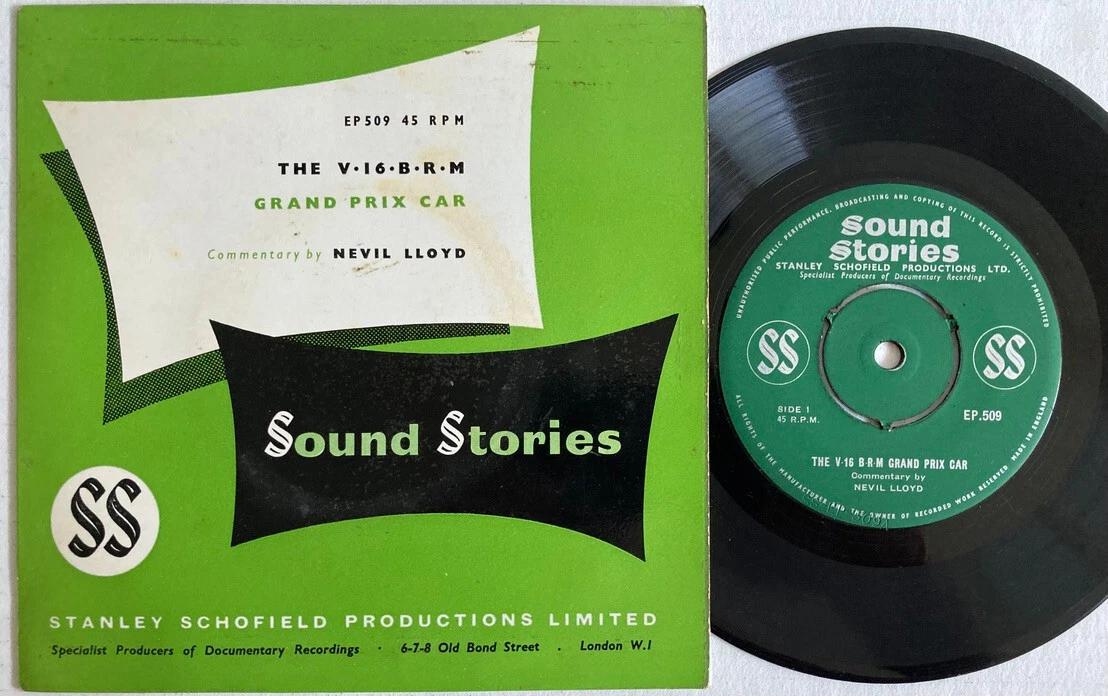 EP509 45 RPM
THE V·16·B·R·M
GRAND PRIX CAR
Commentary by NEVIL LLOYD
Sound Stories
SS
STANLEY SCHOFIELD PRODUCTIONS LIMITED
Specialist Producers of Documentary Recordings · 6-7-8 Old Bond Street . London W.1
UNAUTHORISED PUBLIC PERFORMANCE, BROADCASTING AND COPYING OF THIS RECORD IS STRICTLY PROHIBITED
Sound
Stories
STANLEY SCHOFIELD PRODUCTIONS LTD.
Specialist Producers of Documentary Recordings
SS
SS
SIDE 1
45 R.P.M.
EP.509
THE V·16 B·R·M GRAND PRIX CAR
Commentary by
NEVIL LLOYD
ALL RIGHTS OF THE MANUFACTURER AND THE OWNER OF RECORDED WORK RESERVED MADE IN ENGLAND